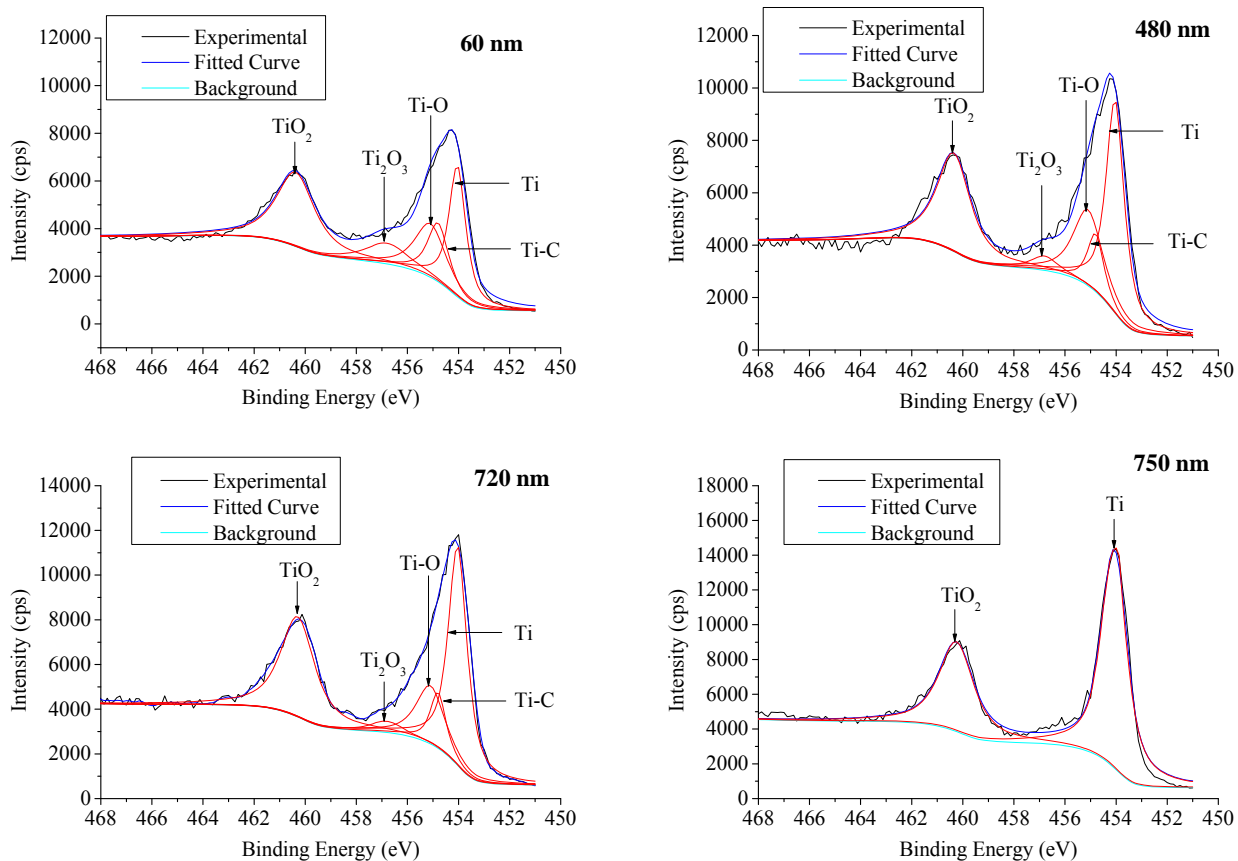 60 nm
Experimental
Fitted Curve
Background
TiO₂
Ti₂O₃
Ti-O
Ti
Ti-C
Intensity (cps)
12000
10000
8000
6000
4000
2000
0
468 466 464 462 460 458 456 454 452 450
Binding Energy (eV)
480 nm
Experimental
Fitted Curve
Background
TiO₂
Ti₂O₃
Ti-O
Ti
Ti-C
Intensity (cps)
12000
10000
8000
6000
4000
2000
0
468 466 464 462 460 458 456 454 452 450
Binding Energy (eV)
720 nm
Experimental
Fitted Curve
Background
TiO₂
Ti₂O₃
Ti-O
Ti
Ti-C
Intensity (cps)
14000
12000
10000
8000
6000
4000
2000
0
468 466 464 462 460 458 456 454 452 450
Binding Energy (eV)
750 nm
Experimental
Fitted Curve
Background
TiO₂
Ti
Intensity (cps)
18000
16000
14000
12000
10000
8000
6000
4000
2000
0
468 466 464 462 460 458 456 454 452 450
Binding Energy (eV)